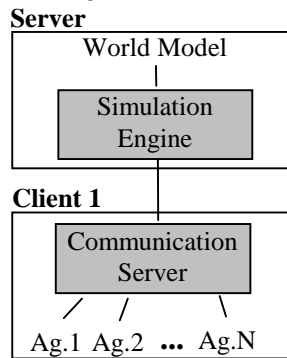 Server
World Model
Simulation
Engine
Client 1
Communication
Server
Ag.1 Ag.2 ... Ag.N